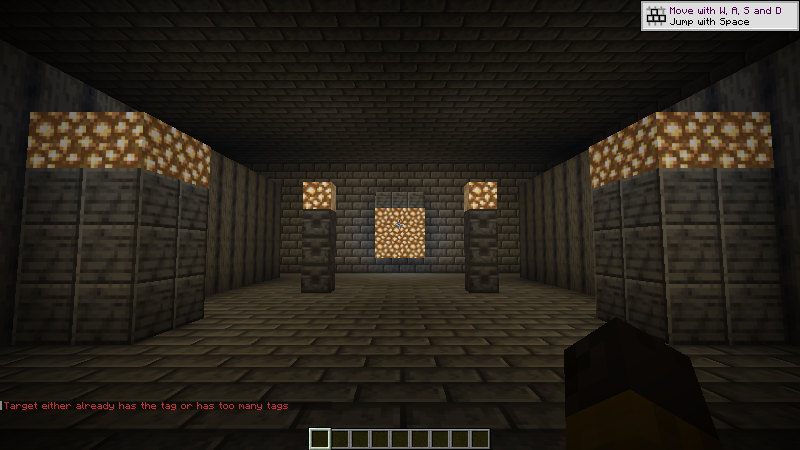 Move with W, A, S and D
Jump with Space
Target either already has the tag or has too many tags